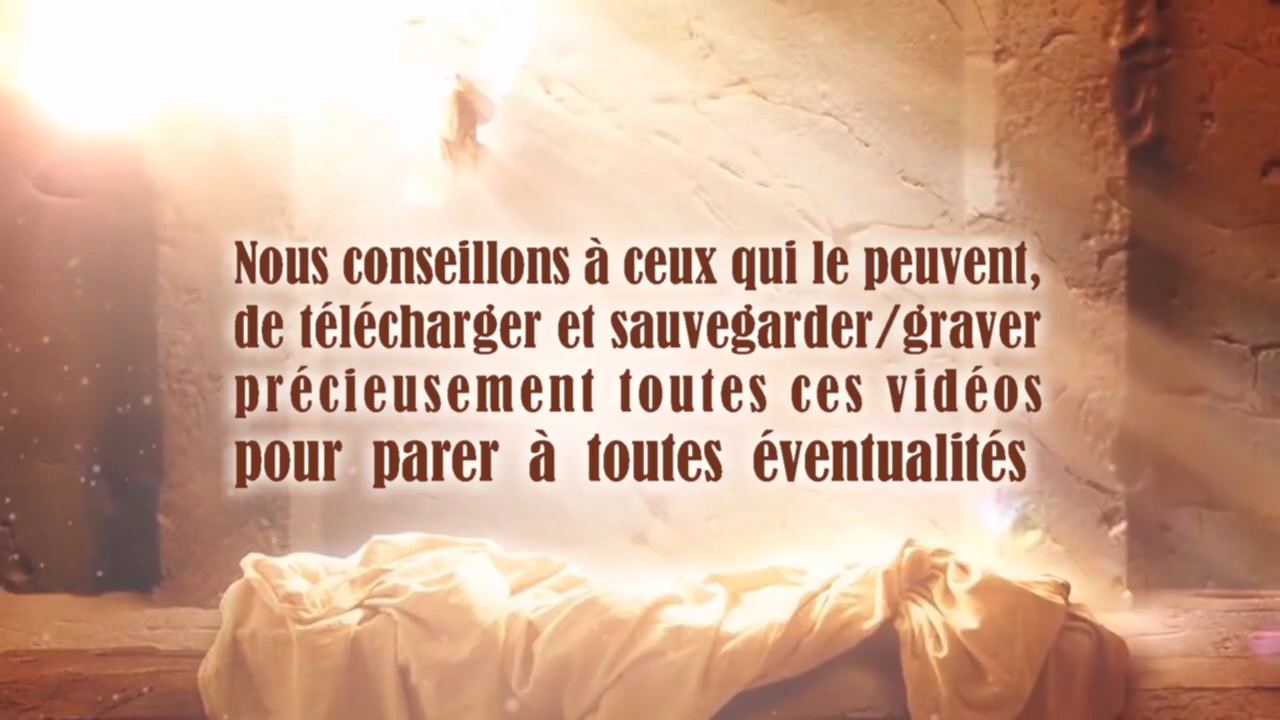 Nous conseillons à ceux qui le peuvent,
de télécharger et sauvegarder/graver
précieusement toutes ces vidéos
pour parer à toutes éventualités